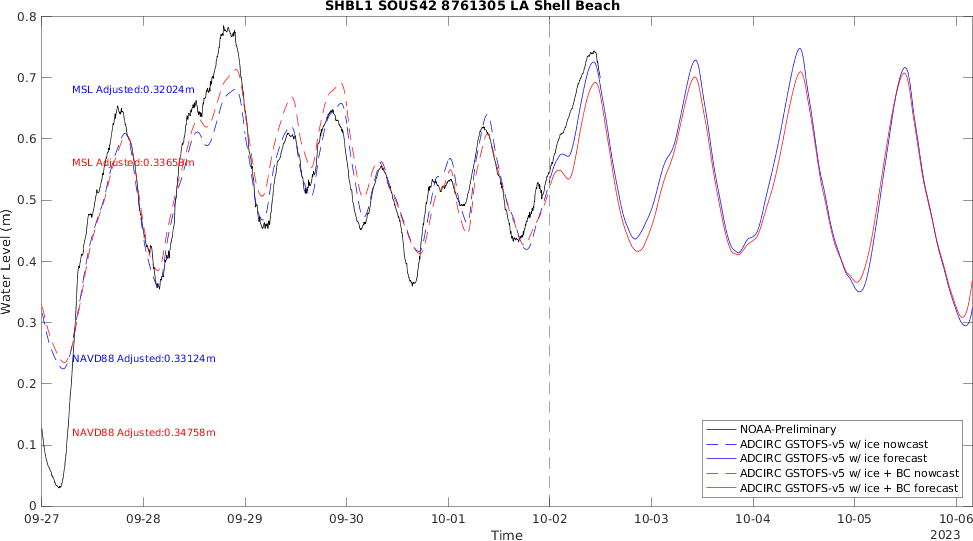 SHBL1 SOUS42 8761305 LA Shell Beach
Water Level (m)
0.8
0.7
0.6
0.5
0.4
0.3
0.2
0.1
0
MSL Adjusted:0.32024m
MSL Adjusted:0.33658m
NAVD88 Adjusted:0.33124m
NAVD88 Adjusted:0.34758m
NOAA-Preliminary
ADCIRC GSTOFS-v5 w/ ice nowcast
ADCIRC GSTOFS-v5 w/ ice forecast
ADCIRC GSTOFS-v5 w/ ice + BC nowcast
ADCIRC GSTOFS-v5 w/ ice + BC forecast
09-27 09-28 09-29 09-30 10-01 10-02 10-03 10-04 10-05 10-06
Time
2023